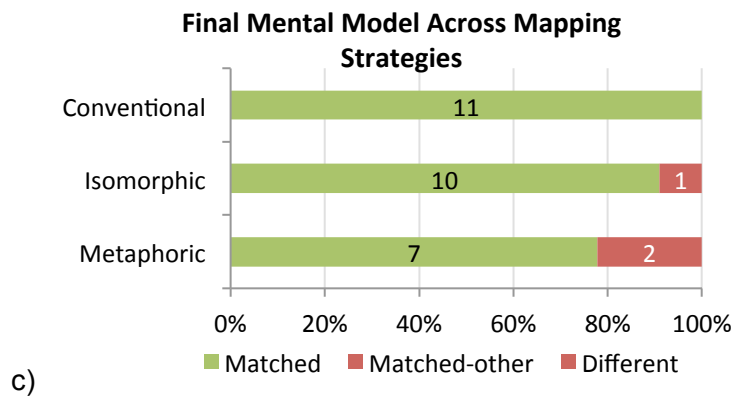 Final Mental Model Across Mapping
Strategies
Conventional
11
Isomorphic
10 1
Metaphoric
7 2
0% 20% 40% 60% 80% 100%
Matched Matched-other Different
c)